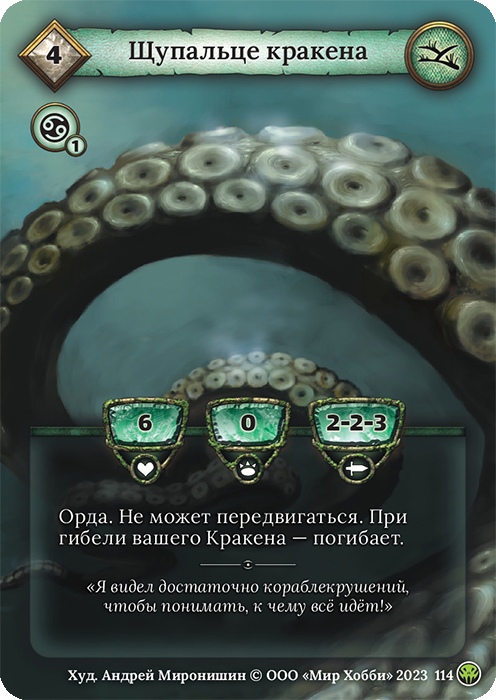 4
Щупальце кракена
1
6
0
2-2-3
Орда. Не может передвигаться. При
гибели вашего Кракена — погибает.
«Я видел достаточно кораблекрушений,
чтобы понимать, к чему всё идёт!»
Худ. Андрей Миронишин © ООО «Мир Хобби» 2023 114